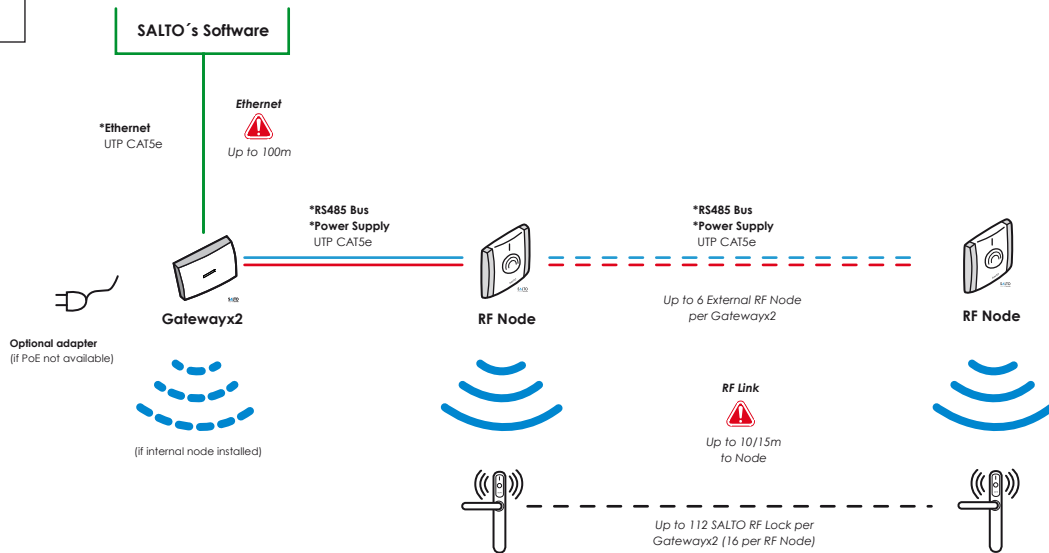 SALTO´s Software
Ethernet
*Ethernet
UTP CAT5e
Up to 100m
*RS485 Bus
*Power Supply
UTP CAT5e
*RS485 Bus
*Power Supply
UTP CAT5e
SALTO
SALTO
SALTO
Up to 6 External RF Node
per Gatewayx2
Gatewayx2
RF Node
RF Node
Optional adapter
(if PoE not available)
RF Link
Up to 10/15m
to Node
(if internal node installed)
Up to 112 SALTO RF Lock per
Gatewayx2 (16 per RF Node)